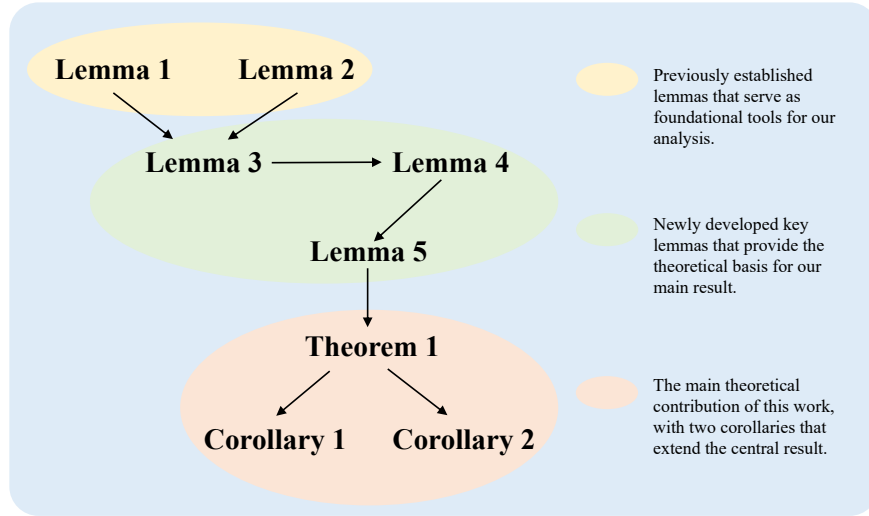 Lemma 1
Lemma 2
Lemma 3
Lemma 4
Lemma 5
Theorem 1
Corollary 1
Corollary 2
Previously established
lemmas that serve as
foundational tools for our
analysis.
Newly developed key
lemmas that provide the
theoretical basis for our
main result.
The main theoretical
contribution of this work,
with two corollaries that
extend the central result.